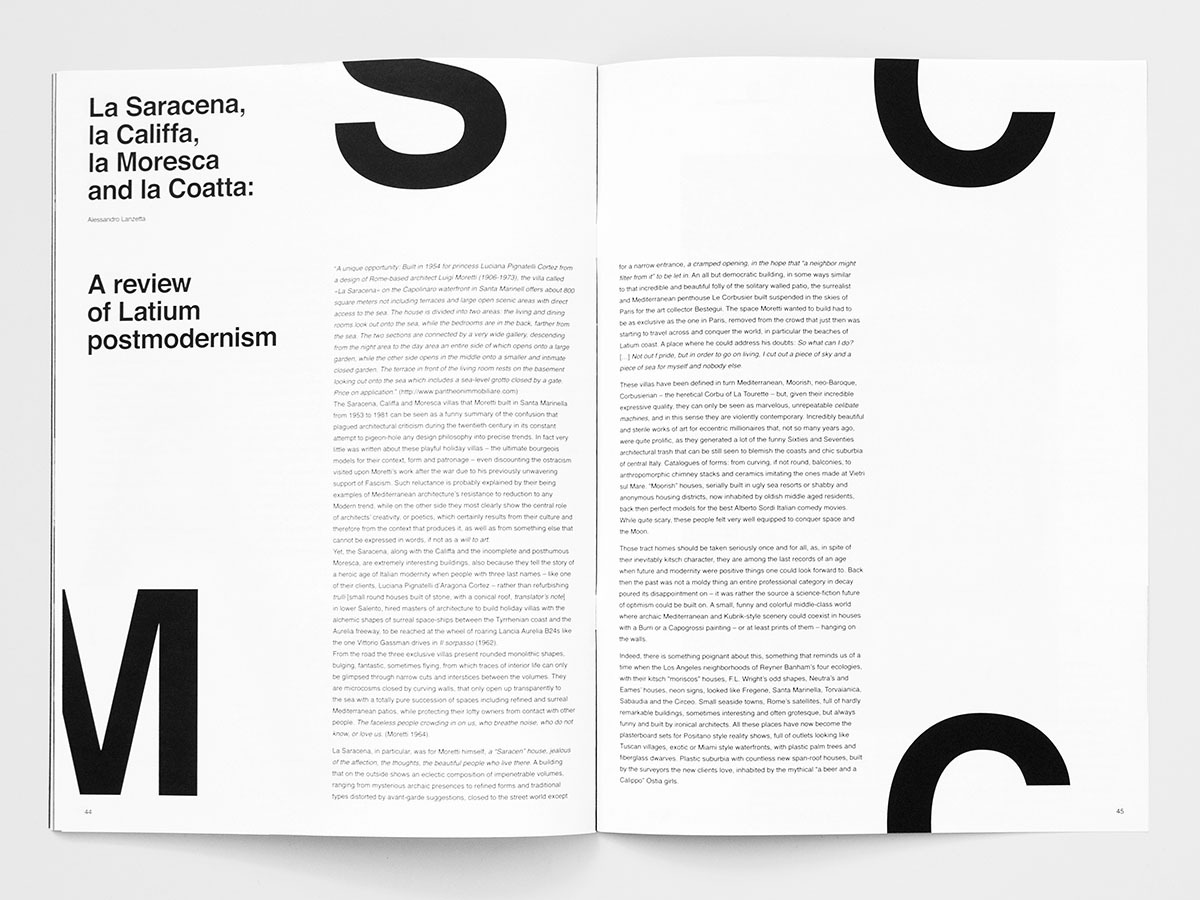 La Saracena,
la Califfa,
la Moresca
and la Coatta:
Alessandro Lanzetta
A review
of Latium
postmodernism
S
M
44
"A unique opportunity: Built in 1954 for princess Luciana Pignatelli Cortez from
a design of Rome-based architect Luigi Moretti (1906-1973), the villa called
«La Saracena» on the Capolinaro waterfront in Santa Marinell offers about 800
square meters not including terraces and large open scenic areas with direct
access to the sea. The house is divided into two areas: the living and dining
rooms look out onto the sea, while the bedrooms are in the back, farther from
the sea. The two sections are connected by a very wide gallery, descending
from the night area to the day area an entire side of which opens onto a large
garden, while the other side opens in the middle onto a smaller and intimate
closed garden. The terrace in front of the living room rests on the basement
looking out onto the sea which includes a sea-level grotto closed by a gate.
Price on application." (http://www.pantheonimmobiliare.com)
The Saracena, Califfa and Moresca villas that Moretti built in Santa Marinella
from 1953 to 1981 can be seen as a funny summary of the confusion that
plagued architectural criticism during the twentieth century in its constant
attempt to pigeon-hole any design philosophy into precise trends. In fact very
little was written about these playful holiday villas – the ultimate bourgeois
models for their context, form and patronage – even discounting the ostracism
visited upon Moretti's work after the war due to his previously unwavering
support of Fascism. Such reluctance is probably explained by their being
examples of Mediterranean architecture's resistance to reduction to any
Modern trend, while on the other side they most clearly show the central role
of architects' creativity, or poetics, which certainly results from their culture and
therefore from the context that produces it, as well as from something else that
cannot be expressed in words, if not as a will to art.
Yet, the Saracena, along with the Califfa and the incomplete and posthumous
Moresca, are extremely interesting buildings, also because they tell the story of
a heroic age of Italian modernity when people with three last names – like one
of their clients, Luciana Pignatelli d'Aragona Cortez – rather than refurbishing
trulli [small round houses built of stone, with a conical roof, translator's note]
in lower Salento, hired masters of architecture to build holiday villas with the
alchemic shapes of surreal space-ships between the Tyrrhenian coast and the
Aurelia freeway, to be reached at the wheel of roaring Lancia Aurelia B24s like
the one Vittorio Gassman drives in Il sorpasso (1962).
From the road the three exclusive villas present rounded monolithic shapes,
bulging, fantastic, sometimes flying, from which traces of interior life can only
be glimpsed through narrow cuts and interstices between the volumes. They
are microcosms closed by curving walls, that only open up transparently to
the sea with a totally pure succession of spaces including refined and surreal
Mediterranean patios, while protecting their lofty owners from contact with other
people. The faceless people crowding in on us, who breathe noise, who do not
know, or love us. (Moretti 1964)
La Saracena, in particular, was for Moretti himself, a "Saracen" house, jealous
of the affection, the thoughts, the beautiful people who live there. A building
that on the outside shows an eclectic composition of impenetrable volumes,
ranging from mysterious archaic presences to refined forms and traditional
types distorted by avant-garde suggestions, closed to the street world except
C
for a narrow entrance, a cramped opening, in the hope that "a neighbor might
filter from it" to be let in. An all but democratic building, in some ways similar
to that incredible and beautiful folly of the solitary walled patio, the surrealist
and Mediterranean penthouse Le Corbusier built suspended in the skies of
Paris for the art collector Bestegui. The space Moretti wanted to build had to
be as exclusive as the one in Paris, removed from the crowd that just then was
starting to travel across and conquer the world, in particular the beaches of
Latium coast. A place where he could address his doubts: So what can I do?
[...] Not out f pride, but in order to go on living, I cut out a piece of sky and a
piece of sea for myself and nobody else.
These villas have been defined in turn Mediterranean, Moorish, neo-Baroque,
Corbusierian – the heretical Corbu of La Tourette – but, given their incredible
expressive quality, they can only be seen as marvelous, unrepeatable celibate
machines, and in this sense they are violently contemporary. Incredibly beautiful
and sterile works of art for eccentric millionaires that, not so many years ago,
were quite prolific, as they generated a lot of the funny Sixties and Seventies
architectural trash that can be still seen to blemish the coasts and chic suburbia
of central Italy. Catalogues of forms: from curving, if not round, balconies, to
anthropomorphic chimney stacks and ceramics imitating the ones made at Vietri
sul Mare. "Moorish" houses, serially built in ugly sea resorts or shabby and
anonymous housing districts, now inhabited by oldish middle aged residents,
back then perfect models for the best Alberto Sordi Italian comedy movies.
While quite scary, these people felt very well equipped to conquer space and
the Moon.
Those tract homes should be taken seriously once and for all, as, in spite of
their inevitably kitsch character, they are among the last records of an age
when future and modernity were positive things one could look forward to. Back
then the past was not a moldy thing an entire professional category in decay
poured its disappointment on – it was rather the source a science-fiction future
of optimism could be built on. A small, funny and colorful middle-class world
where archaic Mediterranean and Kubrik-style scenery could coexist in houses
with a Burri or a Capogrossi painting – or at least prints of them – hanging on
the walls.
Indeed, there is something poignant about this, something that reminds us of a
time when the Los Angeles neighborhoods of Reyner Banham's four ecologies,
with their kitsch "moriscos" houses, F.L. Wright's odd shapes, Neutra's and
Eames' houses, neon signs, looked like Fregene, Santa Marinella, Torvaianica,
Sabaudia and the Circeo. Small seaside towns, Rome's satellites, full of hardly
remarkable buildings, sometimes interesting and often grotesque, but always
funny and built by ironical architects. All these places have now become the
plasterboard sets for Positano style reality shows, full of outlets looking like
Tuscan villages, exotic or Miami style waterfronts, with plastic palm trees and
fiberglass dwarves. Plastic suburbia with countless new span-roof houses, built
by the surveyors the new clients love, inhabited by the mythical "a beer and a
Calippo" Ostia girls.
C
45